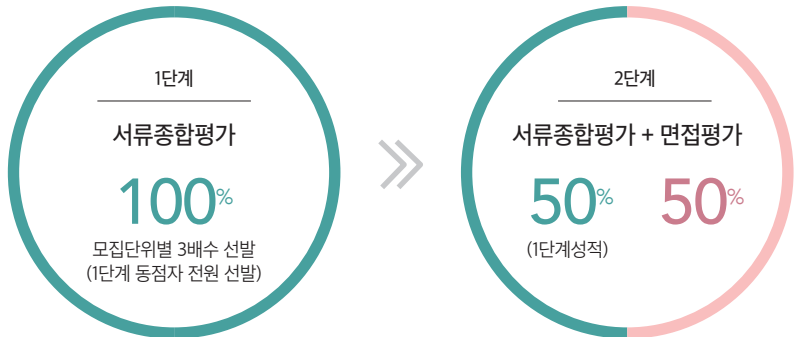 1단계
서류종합평가
100%
모집단위별 3배수 선발
(1단계 동점자 전원 선발)
2단계
서류종합평가 + 면접평가
50% 50%
(1단계성적)